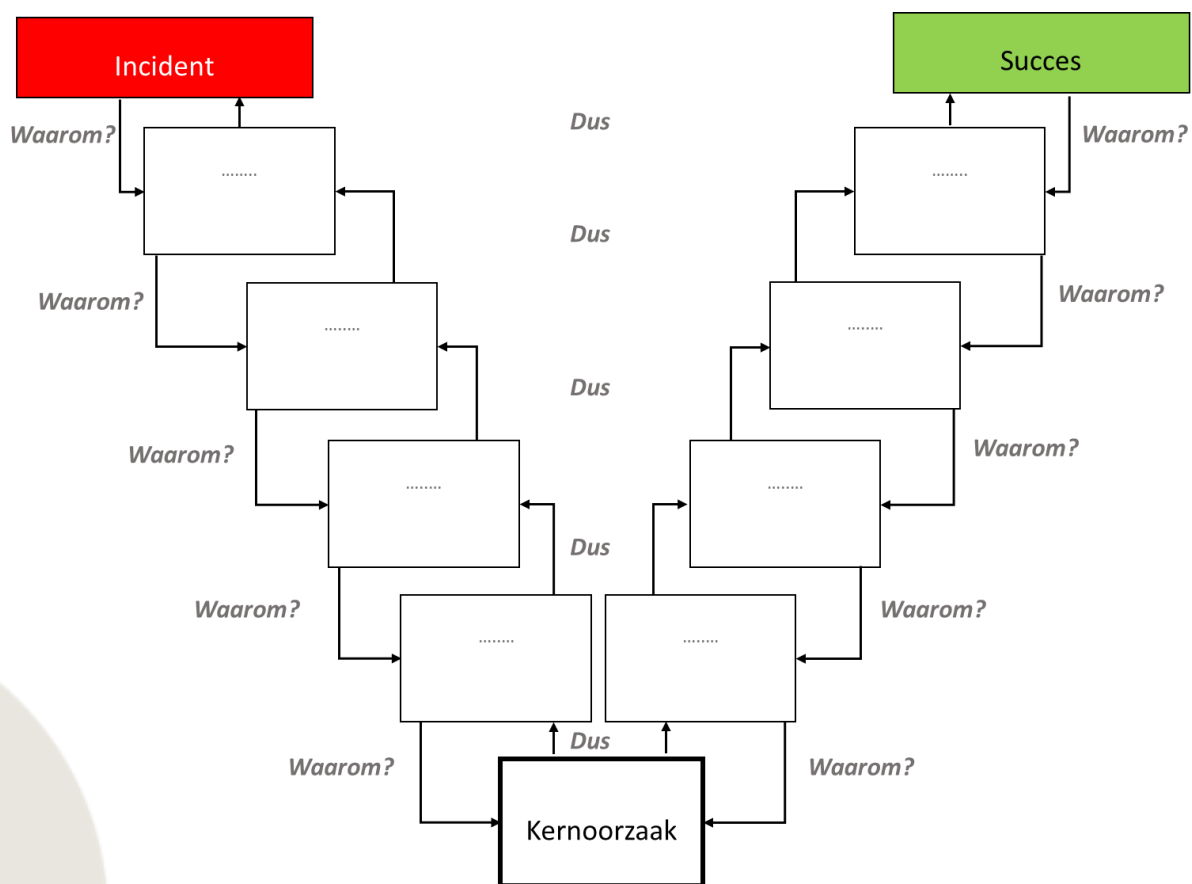 Incident
Succes
Dus
Waarom?
Waarom?
........
........
Dus
Waarom?
Waarom?
........
........
Dus
Waarom?
Waarom?
........
........
Dus
Waarom?
Waarom?
........
........
Dus
Waarom?
Waarom?
Kernoorzaak